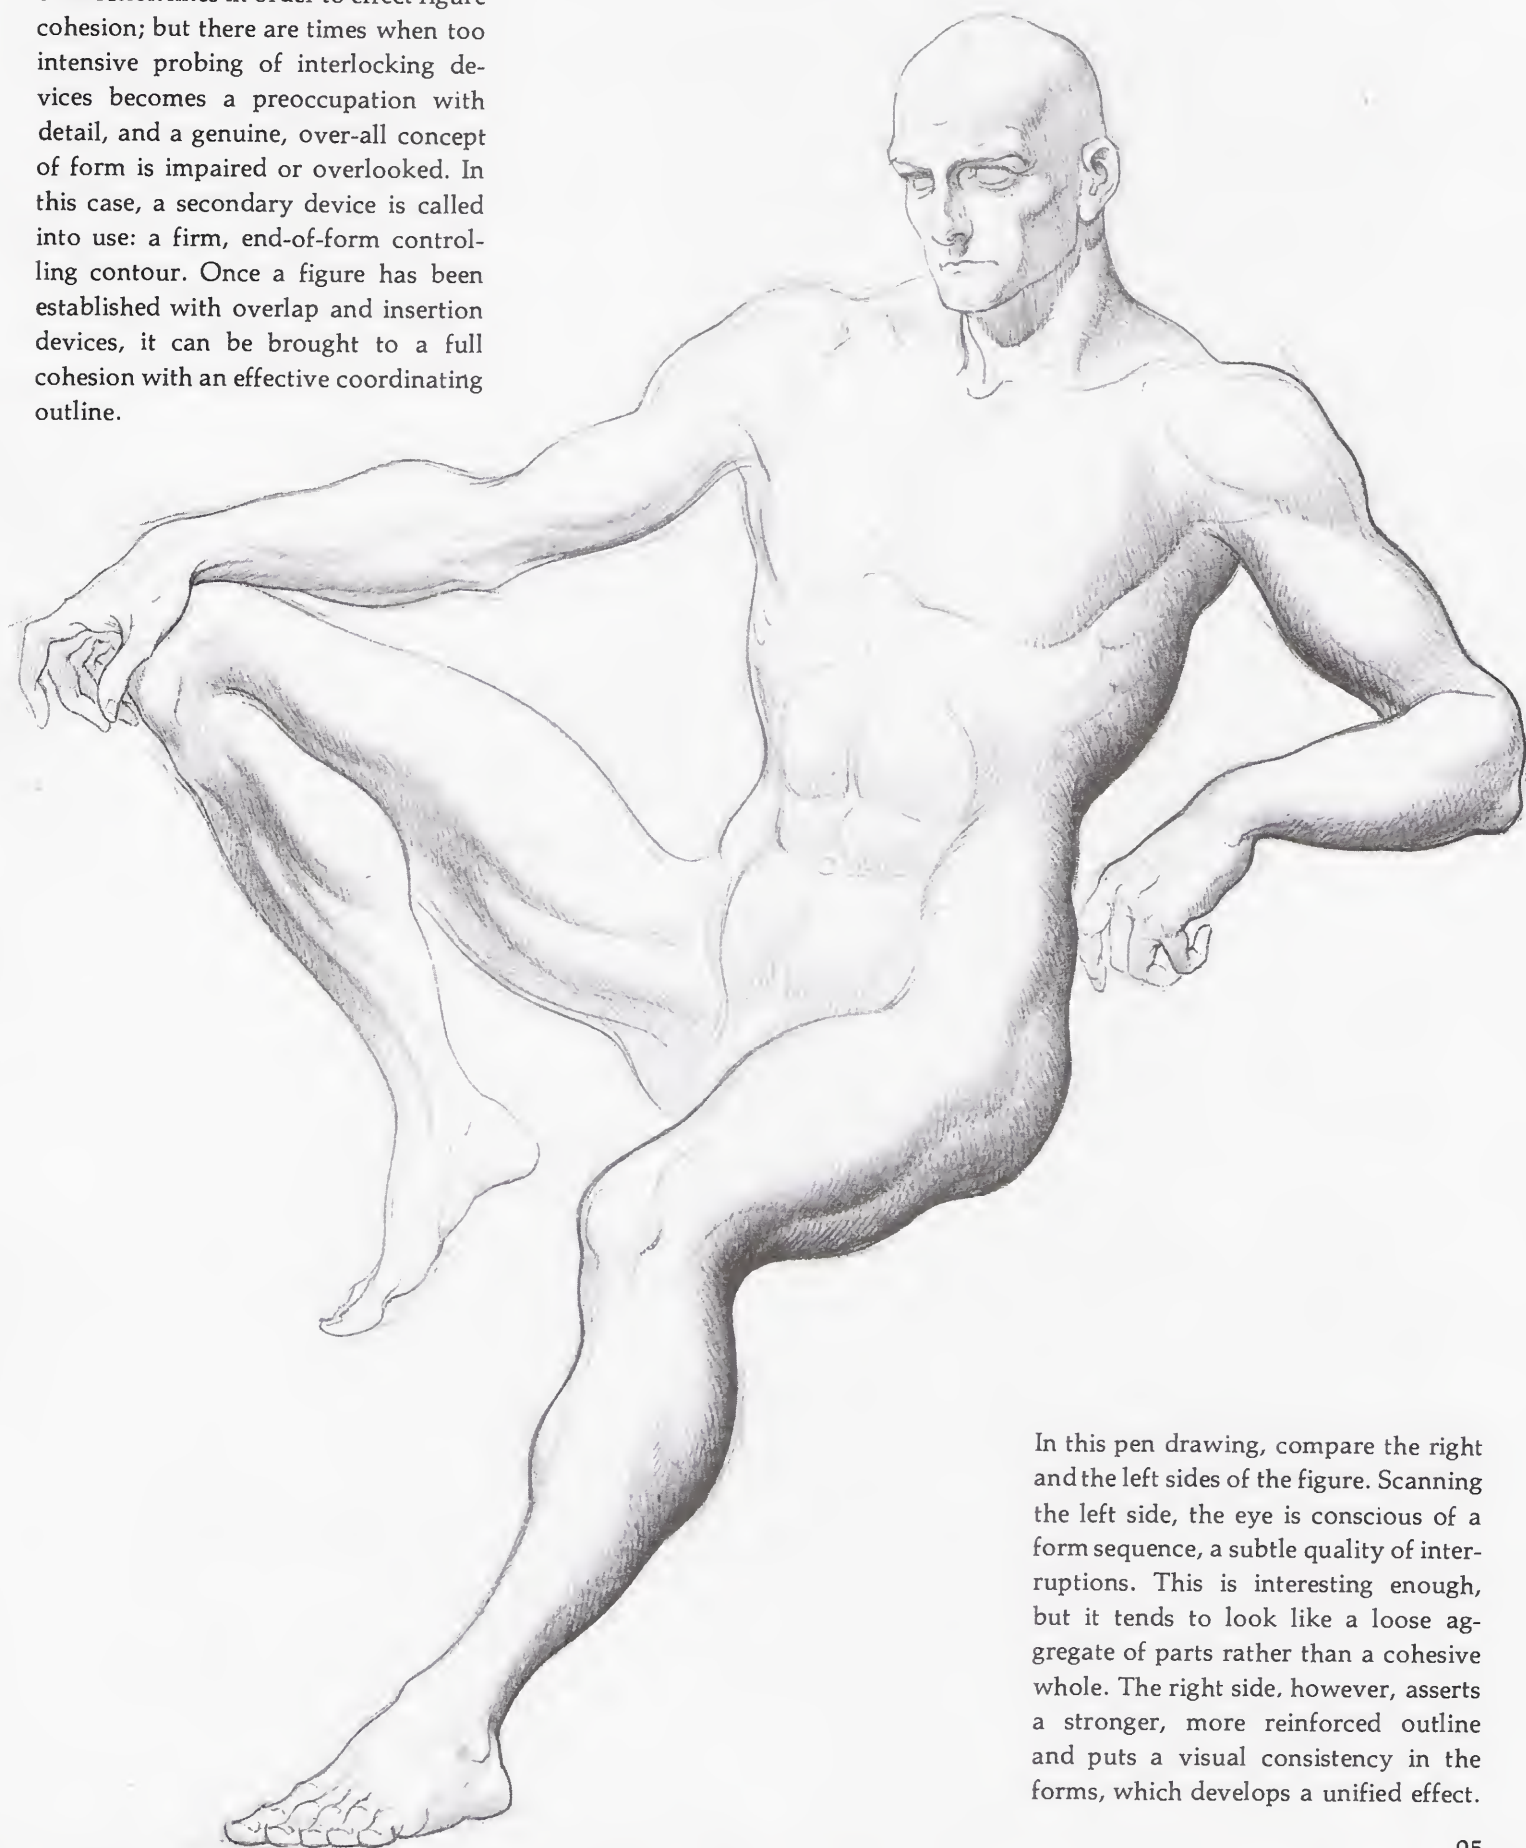 in order to effect figure
cohesion; but there are times when too
intensive probing of interlocking de-
vices becomes a preoccupation with
detail, and a genuine, over-all concept
of form is impaired or overlooked. In
this case, a secondary device is called
into use: a firm, end-of-form control-
ling contour. Once a figure has been
established with overlap and insertion
devices, it can be brought to a full
cohesion with an effective coordinating
outline.
In this pen drawing, compare the right
and the left sides of the figure. Scanning
the left side, the eye is conscious of a
form sequence, a subtle quality of inter-
ruptions. This is interesting enough,
but it tends to look like a loose ag-
gregate of parts rather than a cohesive
whole. The right side, however, asserts
a stronger, more reinforced outline
and puts a visual consistency in the
forms, which develops a unified effect.